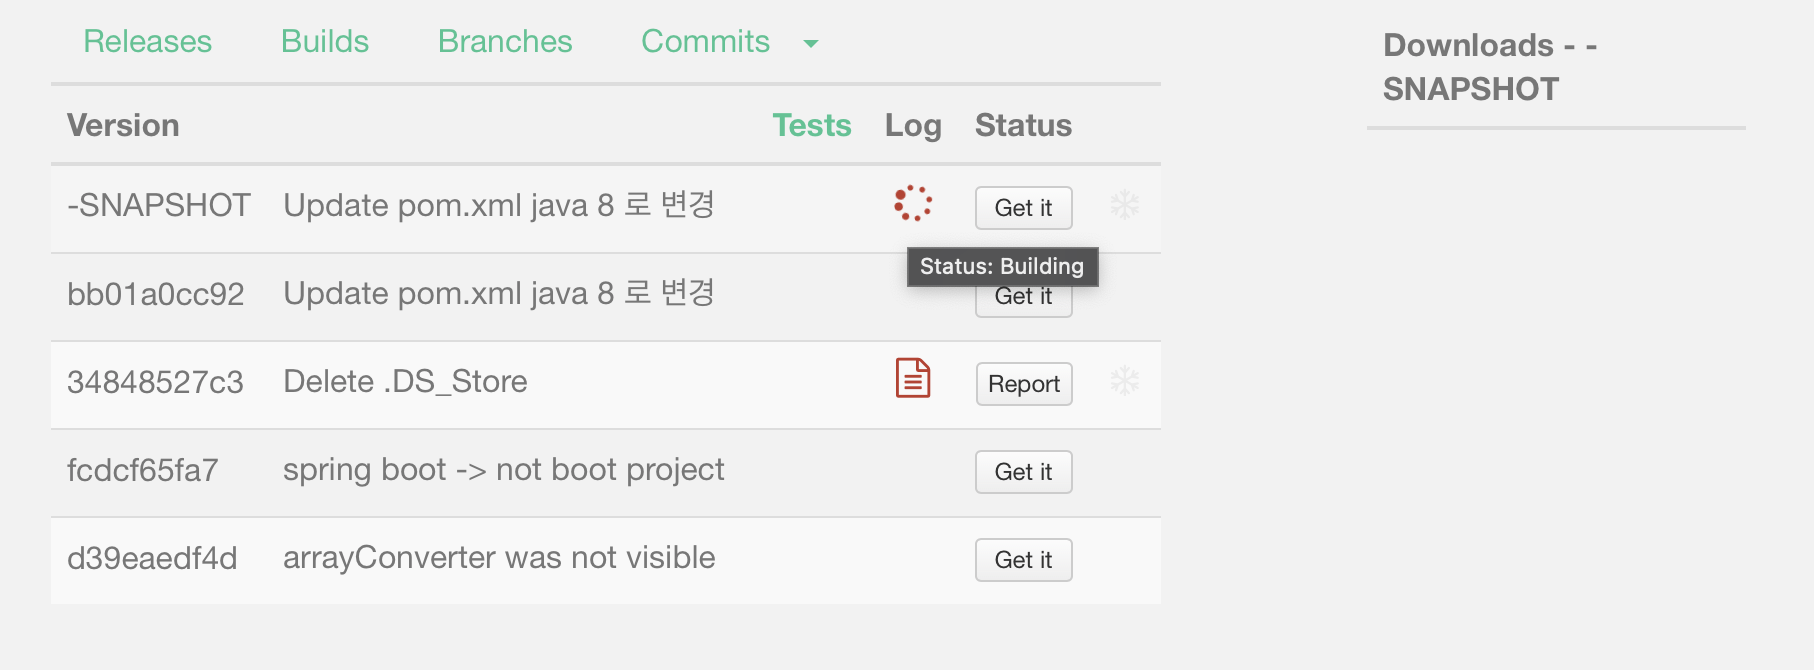 Releases Builds Branches Commits
Downloads - -
SNAPSHOT
Version Tests Log Status
-SNAPSHOT Update pom.xml java 8 로 변경 Get it
Status: Building
bb01a0cc92 Update pom.xml java 8 로 변경 Get it
34848527c3 Delete .DS_Store Report
fcdcf65fa7 spring boot -> not boot project Get it
d39eaedf4d arrayConverter was not visible Get it